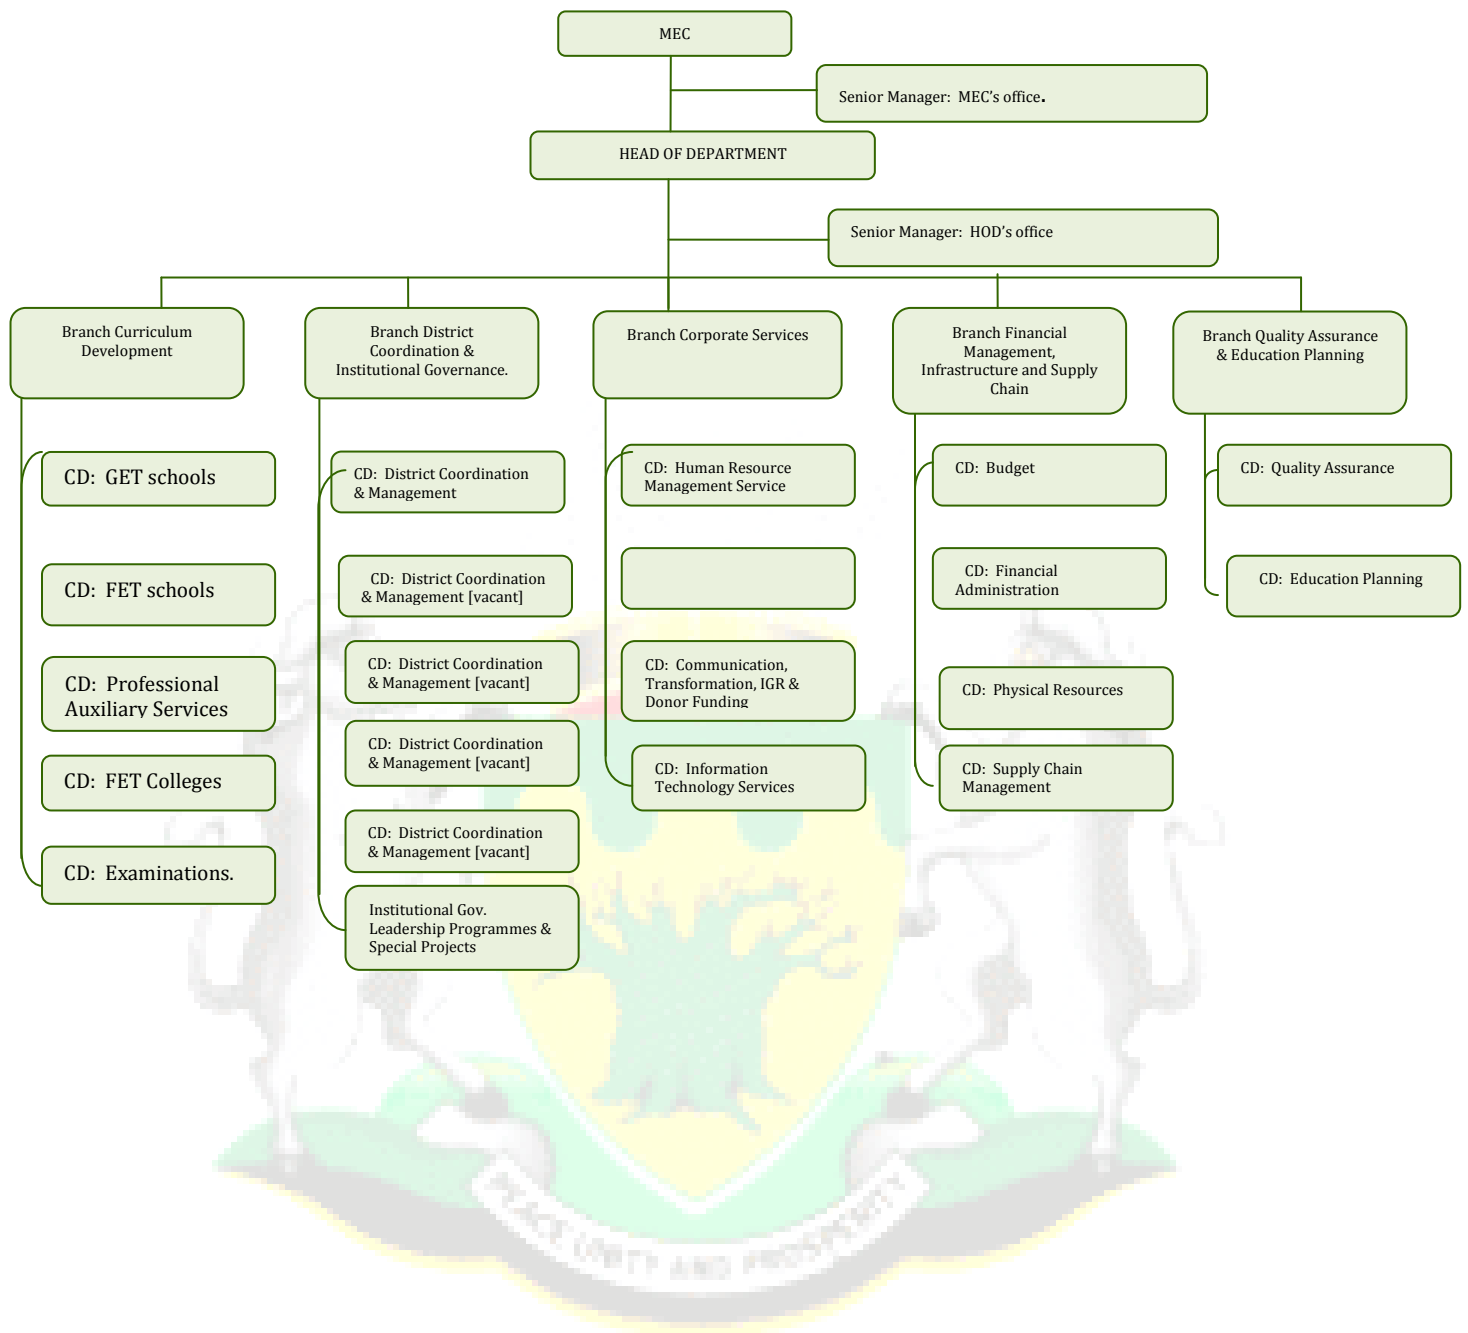 MEC
Senior Manager:  MEC's office.
HEAD OF DEPARTMENT
Senior Manager:  HOD's office
Branch Curriculum
Development
Branch District
Coordination &
Institutional Governance.
Branch Corporate Services
Branch Financial
Management,
Infrastructure and Supply
Chain
Branch Quality Assurance
& Education Planning
CD:  GET schools
CD:  FET schools
CD:  Professional
Auxiliary Services
CD:  FET Colleges
CD:  Examinations.
CD:  District Coordination
& Management
CD:  District Coordination
& Management [vacant]
CD:  District Coordination
& Management [vacant]
CD:  District Coordination
& Management [vacant]
CD:  District Coordination
& Management [vacant]
Institutional Gov.
Leadership Programmes &
Special Projects
CD:  Human Resource
Management Service
CD:  Communication,
Transformation, IGR &
Donor Funding
CD:  Information
Technology Services
CD:  Budget
CD:  Financial
Administration
CD:  Physical Resources
CD:  Supply Chain
Management
CD:  Quality Assurance
CD:  Education Planning
PEACE UNITY AND PROSPERITY